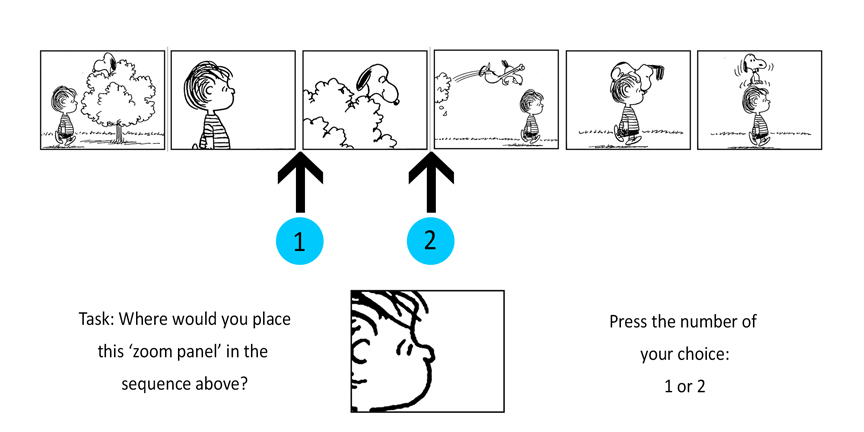 1
2
Task: Where would you place
this ‘zoom panel’ in the
sequence above?
Press the number of
your choice:
1 or 2